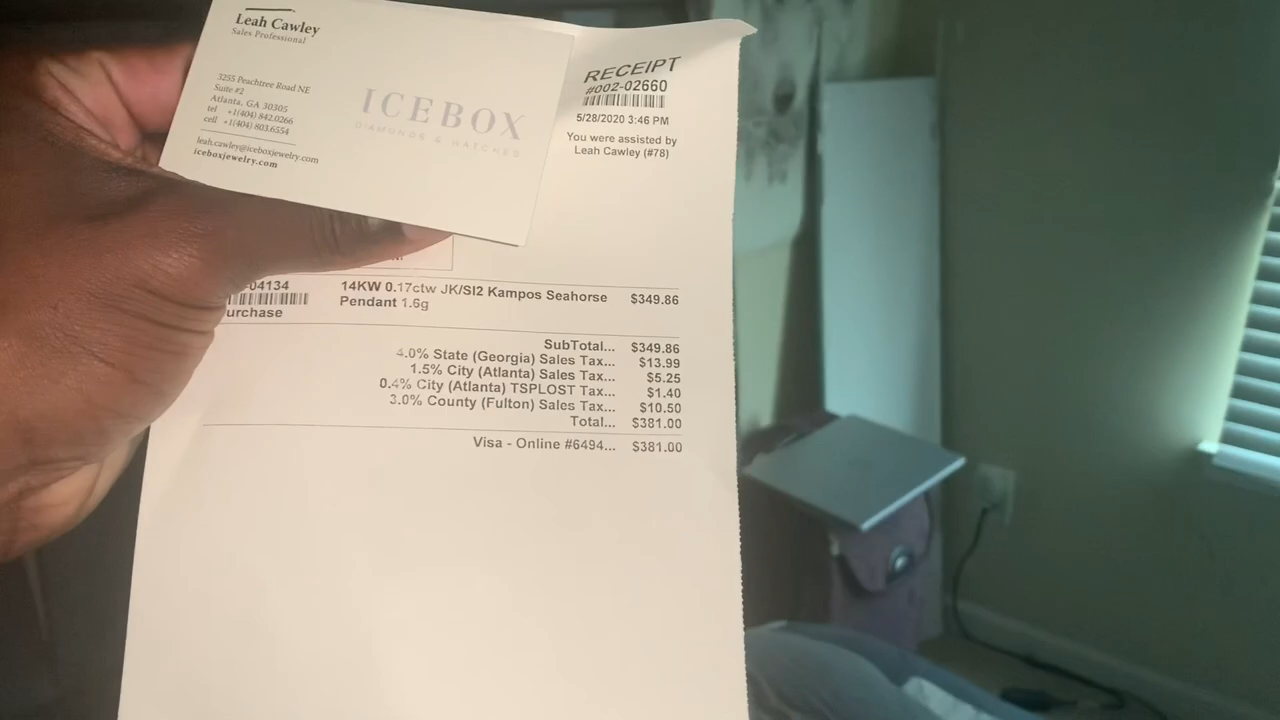 Leah Cawley
Sales Professional
3255 Peachtree Road NE
Suite #2
Atlanta, GA 30305
tel +1(404) 842.0266
cell +1(404) 803.6554
leah.cawley@iceboxjewelry.com
iceboxjewelry.com
ICEBOX
DIAMONDS & WATCHES
RECEIPT
#002-02660
5/28/2020 3:46 PM
You were assisted by
Leah Cawley (#78)
-04134
urchase
14KW 0.17ctw JK/SI2 Kampos Seahorse $349.86
Pendant 1.6g
SubTotal... $349.86
4.0% State (Georgia) Sales Tax... $13.99
1.5% City (Atlanta) Sales Tax... $5.25
0.4% City (Atlanta) TSPLOST Tax... $1.40
3.0% County (Fulton) Sales Tax... $10.50
Total... $381.00
Visa - Online #6494... $381.00